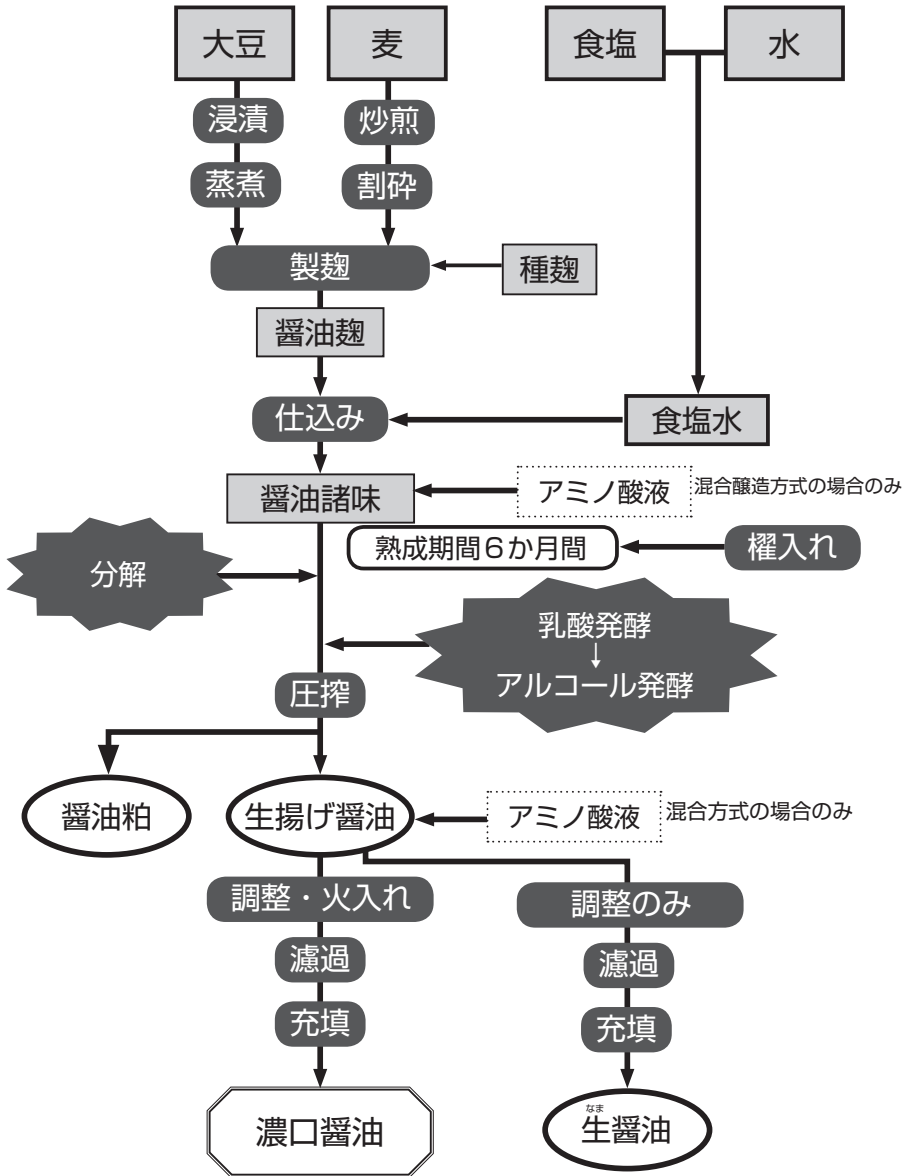 大豆
麦
食塩
水
浸漬
炒煎
蒸煮
割砕
製麹
種麹
醤油麹
仕込み
食塩水
醤油諸味
アミノ酸液
混合醸造方式の場合のみ
熟成期間6か月間
櫂入れ
分解
乳酸発酵
↓
アルコール発酵
圧搾
醤油粕
生揚げ醤油
アミノ酸液
混合方式の場合のみ
調整・火入れ
調整のみ
濾過
濾過
充填
充填
濃口醤油
なま
生醤油